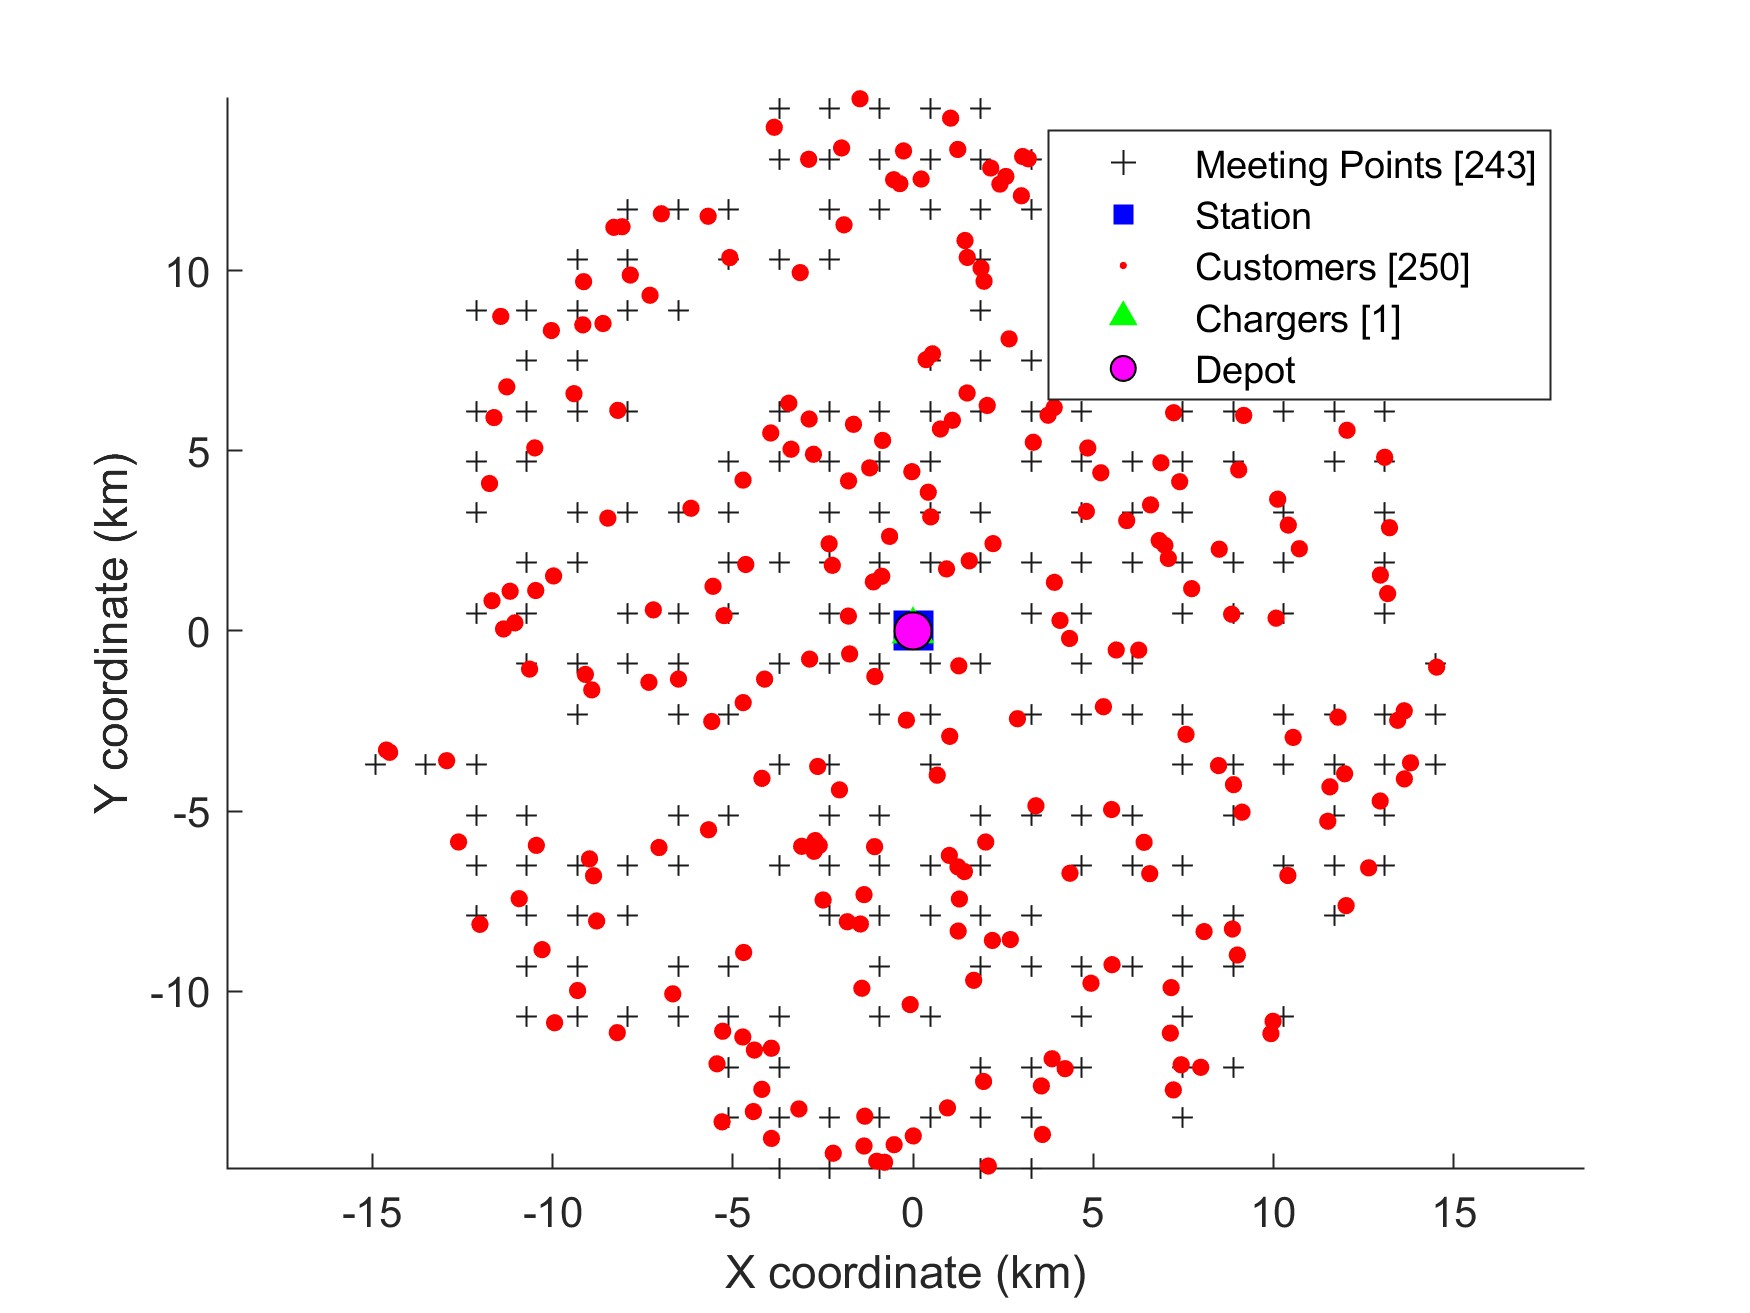 Meeting Points [243]
Station
Customers [250]
Chargers [1]
Depot
10
5
0
-5
-10
Y coordinate (km)
-15 -10 -5 0 5 10 15
X coordinate (km)